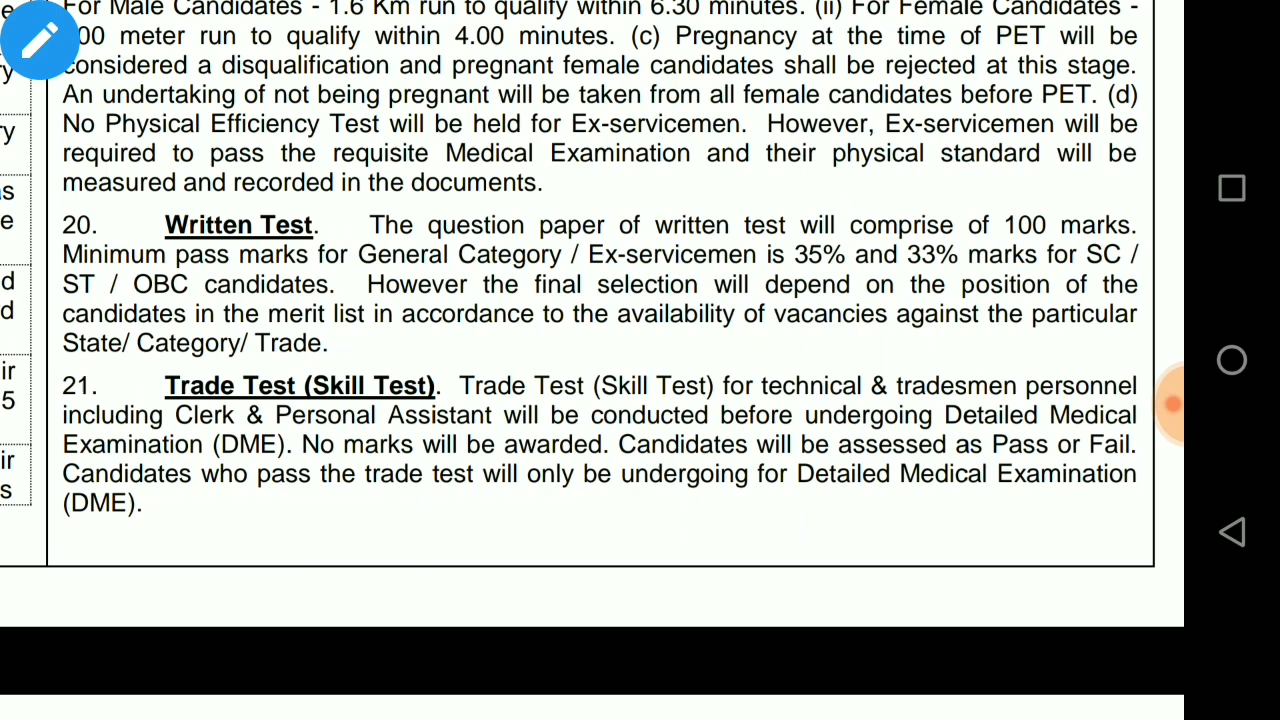 e
For Male Candidates - 1.6 Km run to qualify within 6.30 minutes. (ii) For Female Candidates -
00 meter run to qualify within 4.00 minutes. (c) Pregnancy at the time of PET will be
y
considered a disqualification and pregnant female candidates shall be rejected at this stage.
An undertaking of not being pregnant will be taken from all female candidates before PET. (d)
ry
No Physical Efficiency Test will be held for Ex-servicemen. However, Ex-servicemen will be
required to pass the requisite Medical Examination and their physical standard will be
as
measured and recorded in the documents.
e
20. Written Test. The question paper of written test will comprise of 100 marks.
Minimum pass marks for General Category / Ex-servicemen is 35% and 33% marks for SC /
d
ST / OBC candidates. However the final selection will depend on the position of the
d
candidates in the merit list in accordance to the availability of vacancies against the particular
State/ Category/ Trade.
ir
21. Trade Test (Skill Test). Trade Test (Skill Test) for technical & tradesmen personnel
5
including Clerk & Personal Assistant will be conducted before undergoing Detailed Medical
Examination (DME). No marks will be awarded. Candidates will be assessed as Pass or Fail.
ir
Candidates who pass the trade test will only be undergoing for Detailed Medical Examination
s
(DME).